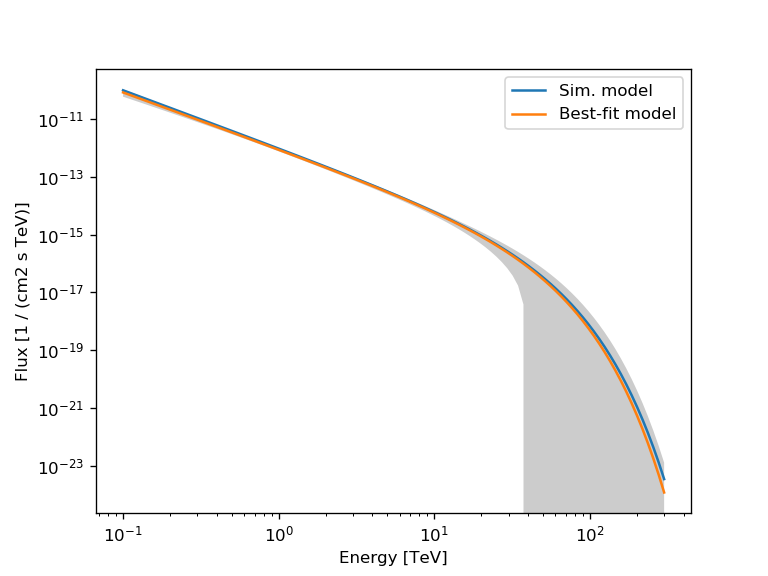 Sim. model
Best-fit model
10⁻¹¹
10⁻¹³
10⁻¹⁵
10⁻¹⁷
10⁻¹⁹
10⁻²¹
10⁻²³
Flux [1 / (cm2 s TeV)]
10⁻¹ 10⁰ 10¹ 10²
Energy [TeV]